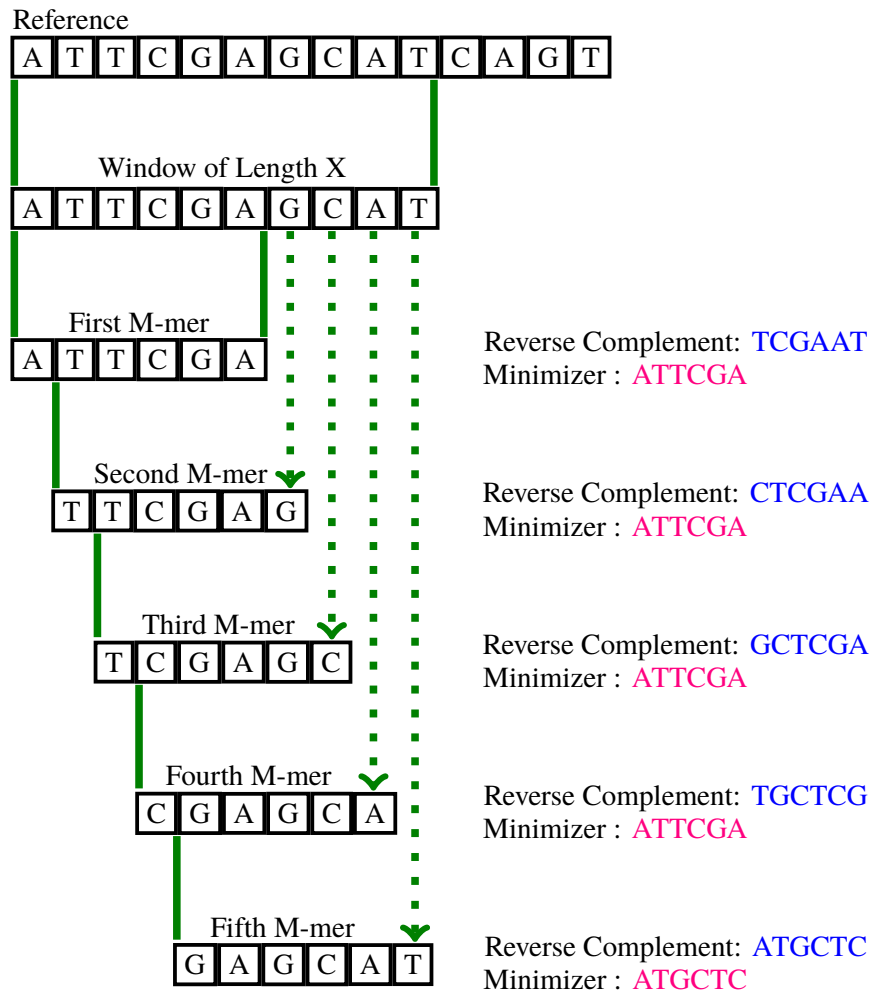 Reference
A T T C G A G C A T C A G T
Window of Length X
A T T C G A G C A T
First M-mer
A T T C G A
Reverse Complement: TCGAAT
Minimizer : ATTCGA
Second M-mer
T T C G A G
Reverse Complement: CTCGAA
Minimizer : ATTCGA
Third M-mer
T C G A G C
Reverse Complement: GCTCGA
Minimizer : ATTCGA
Fourth M-mer
C G A G C A
Reverse Complement: TGCTCG
Minimizer : ATTCGA
Fifth M-mer
G A G C A T
Reverse Complement: ATGCTC
Minimizer : ATGCTC